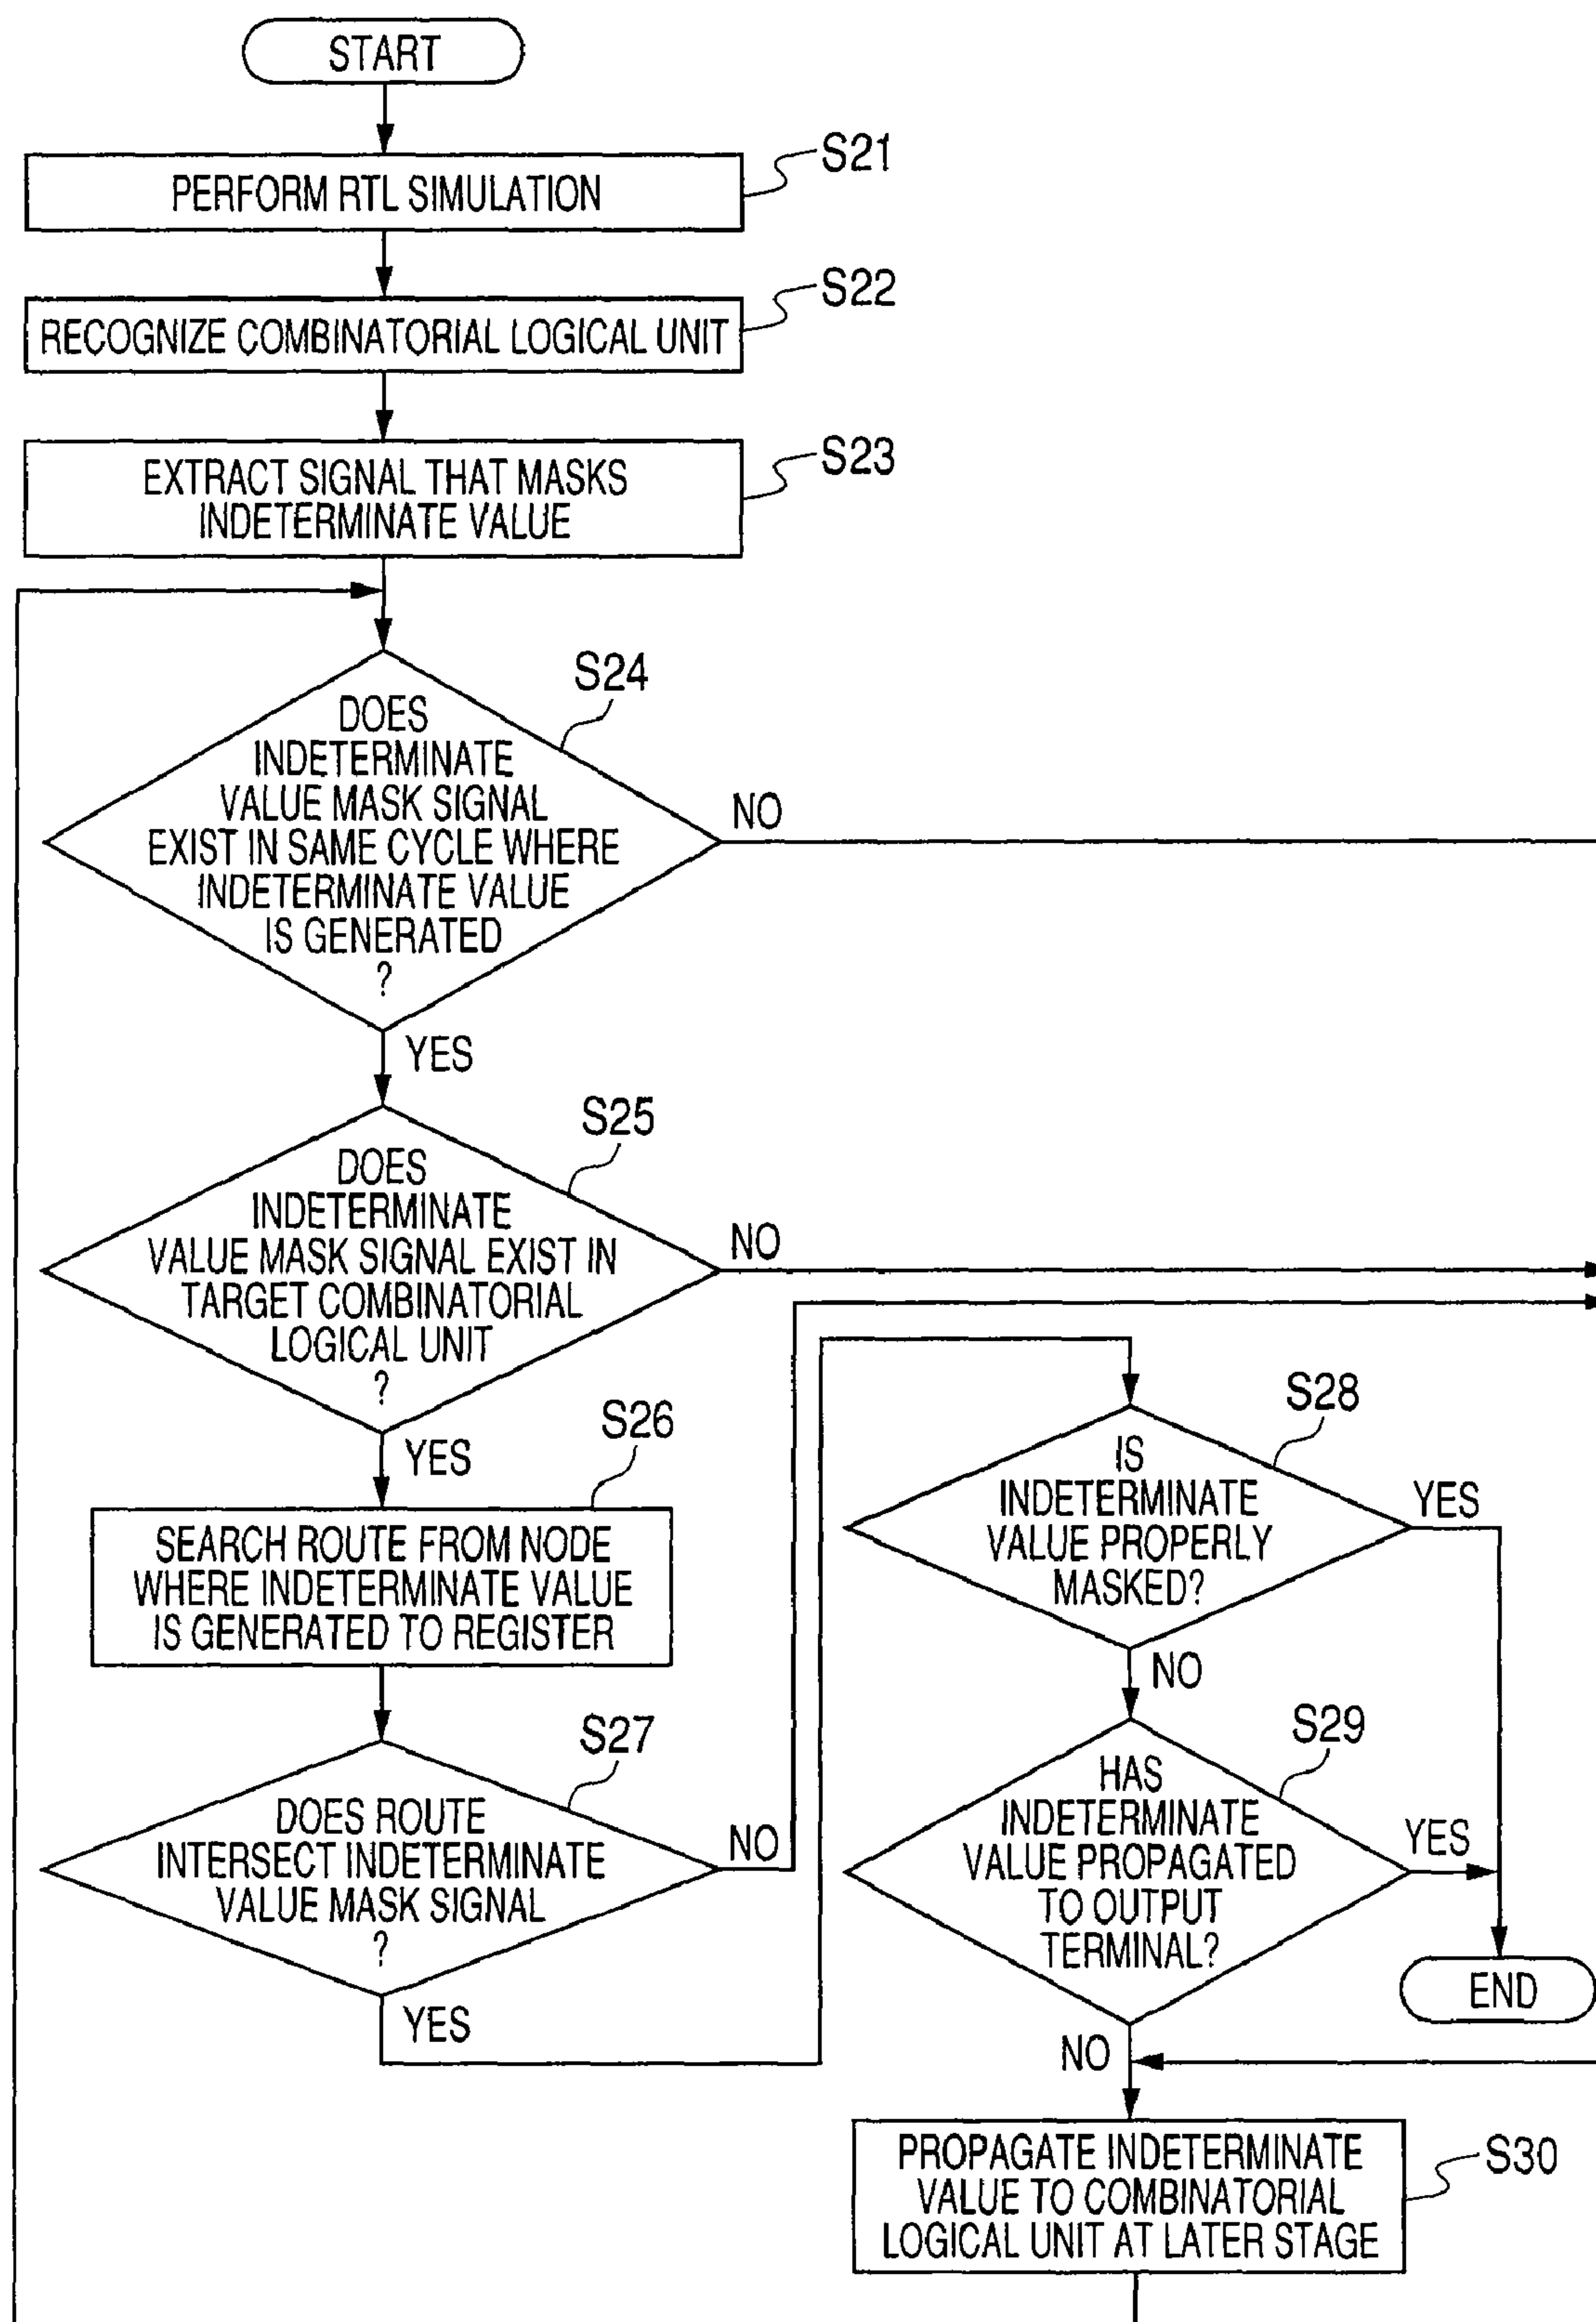 START
PERFORM RTL SIMULATION
S21
RECOGNIZE COMBINATORIAL LOGICAL UNIT
S22
EXTRACT SIGNAL THAT MASKS
INDETERMINATE VALUE
S23
S24
DOES
INDETERMINATE
VALUE MASK SIGNAL
EXIST IN SAME CYCLE WHERE
INDETERMINATE VALUE
IS GENERATED
?
NO
YES
S25
DOES
INDETERMINATE
VALUE MASK SIGNAL EXIST IN
TARGET COMBINATORIAL
LOGICAL UNIT
?
NO
YES
S26
SEARCH ROUTE FROM NODE
WHERE INDETERMINATE VALUE
IS GENERATED TO REGISTER
S27
DOES ROUTE
INTERSECT INDETERMINATE
VALUE MASK SIGNAL
?
NO
YES
S28
IS
INDETERMINATE
VALUE PROPERLY
MASKED?
YES
NO
S29
HAS
INDETERMINATE
VALUE PROPAGATED
TO OUTPUT
TERMINAL?
YES
END
NO
PROPAGATE INDETERMINATE
VALUE TO COMBINATORIAL
LOGICAL UNIT AT LATER STAGE
S30